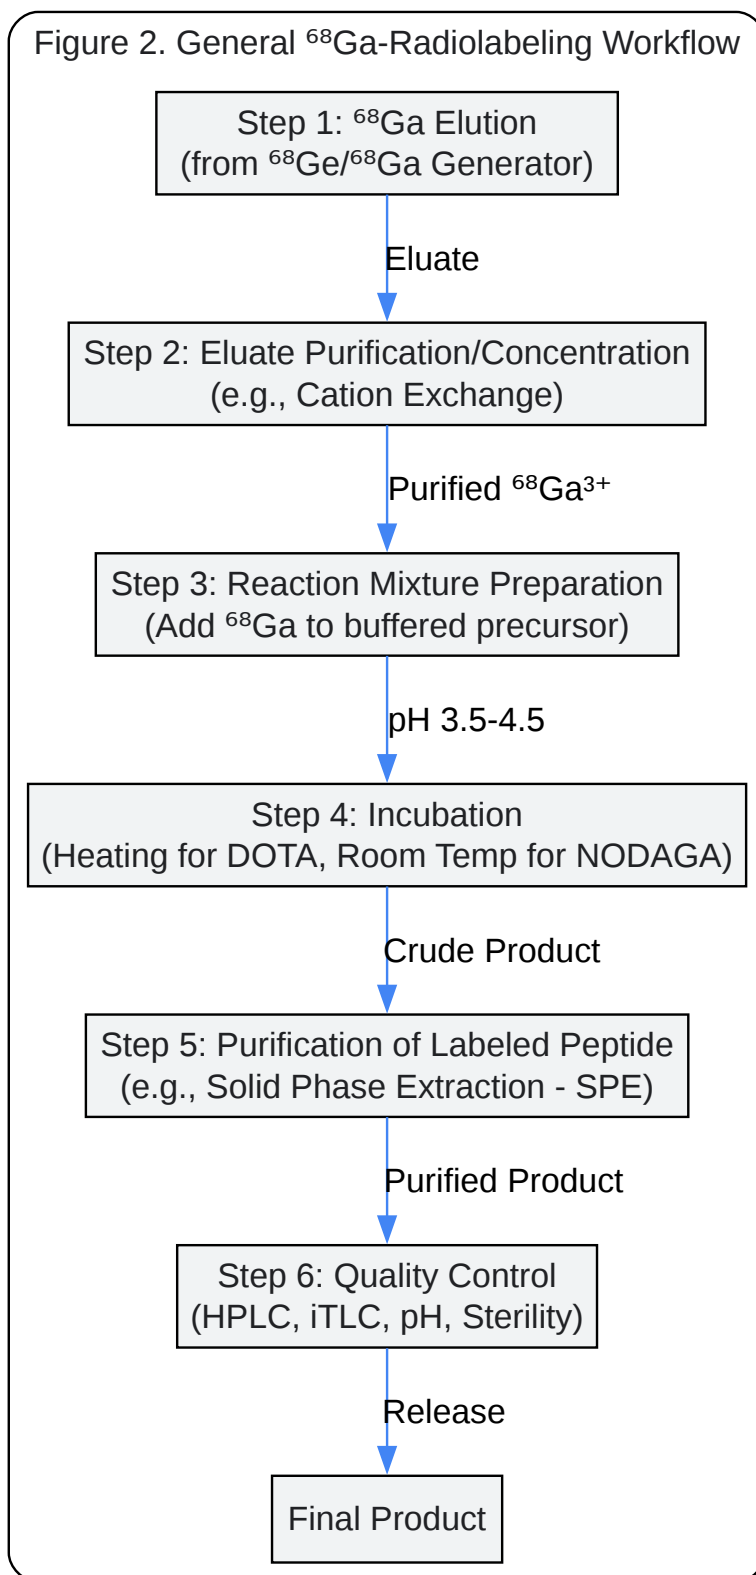 Figure 2. General ⁶⁸Ga-Radiolabeling Workflow
Step 1: ⁶⁸Ga Elution
(from ⁶⁸Ge/⁶⁸Ga Generator)
Eluate
Step 2: Eluate Purification/Concentration
(e.g., Cation Exchange)
Purified ⁶⁸Ga³⁺
Step 3: Reaction Mixture Preparation
(Add ⁶⁸Ga to buffered precursor)
pH 3.5-4.5
Step 4: Incubation
(Heating for DOTA, Room Temp for NODAGA)
Crude Product
Step 5: Purification of Labeled Peptide
(e.g., Solid Phase Extraction - SPE)
Purified Product
Step 6: Quality Control
(HPLC, iTLC, pH, Sterility)
Release
Final Product